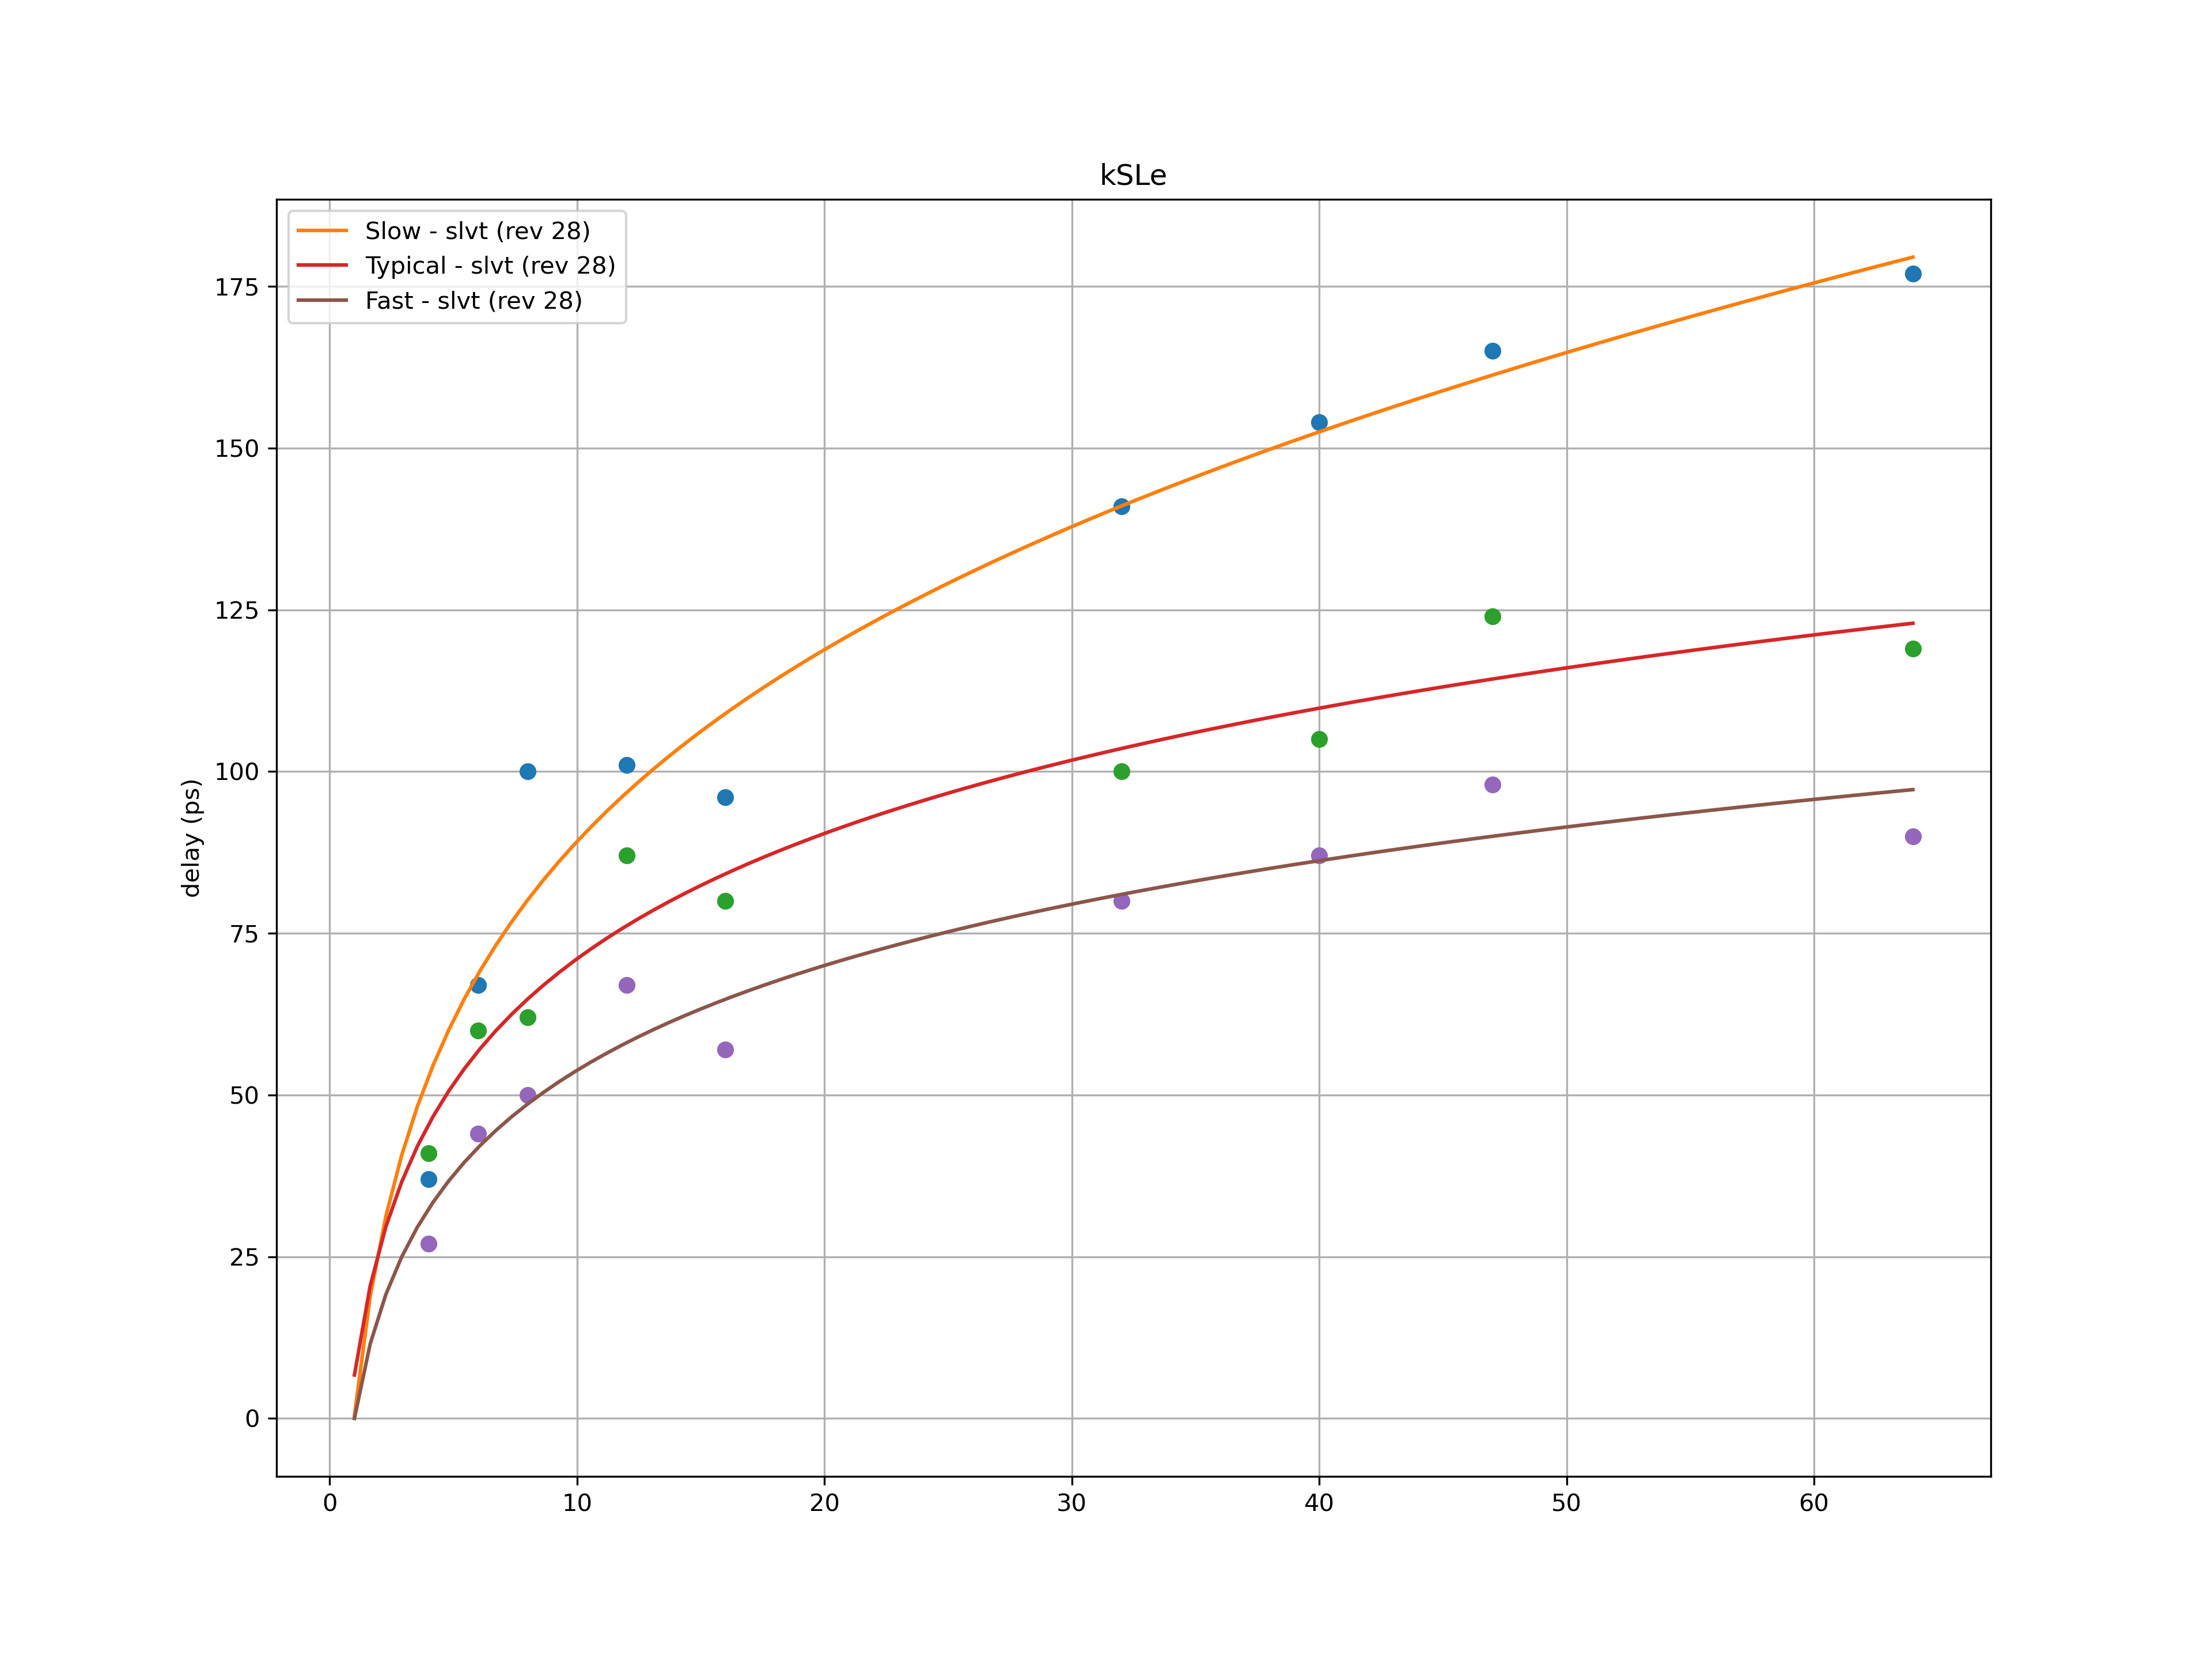 kSLe
Slow - slvt (rev 28)
Typical - slvt (rev 28)
Fast - slvt (rev 28)
175
150
125
100
75
50
25
0
delay (ps)
0 10 20 30 40 50 60